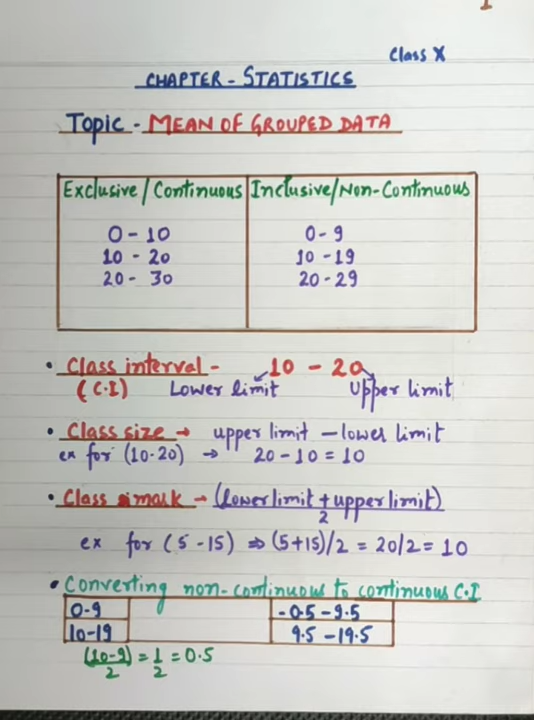 1
Class X
CHAPTER - STATISTICS
Topic - MEAN OF GROUPED DATA
Exclusive / Continuous Inclusive/Non-Continuous
0 - 10 0 - 9
10 - 20 10 - 19
20 - 30 20 - 29
• Class interval - 10 - 20
(C.I) Lower limit Upper limit
• Class size → upper limit - lower limit
ex for (10-20) → 20 - 10 = 10
• Class mark → (lower limit + upper limit)
2
ex for (5 - 15) ⇒ (5+15)/2 = 20/2 = 10
• Converting non-continuous to continuous C.I
0-9 -0.5 - 9.5
10-19 9.5 - 19.5
(10-9)/2 = 1/2 = 0.5